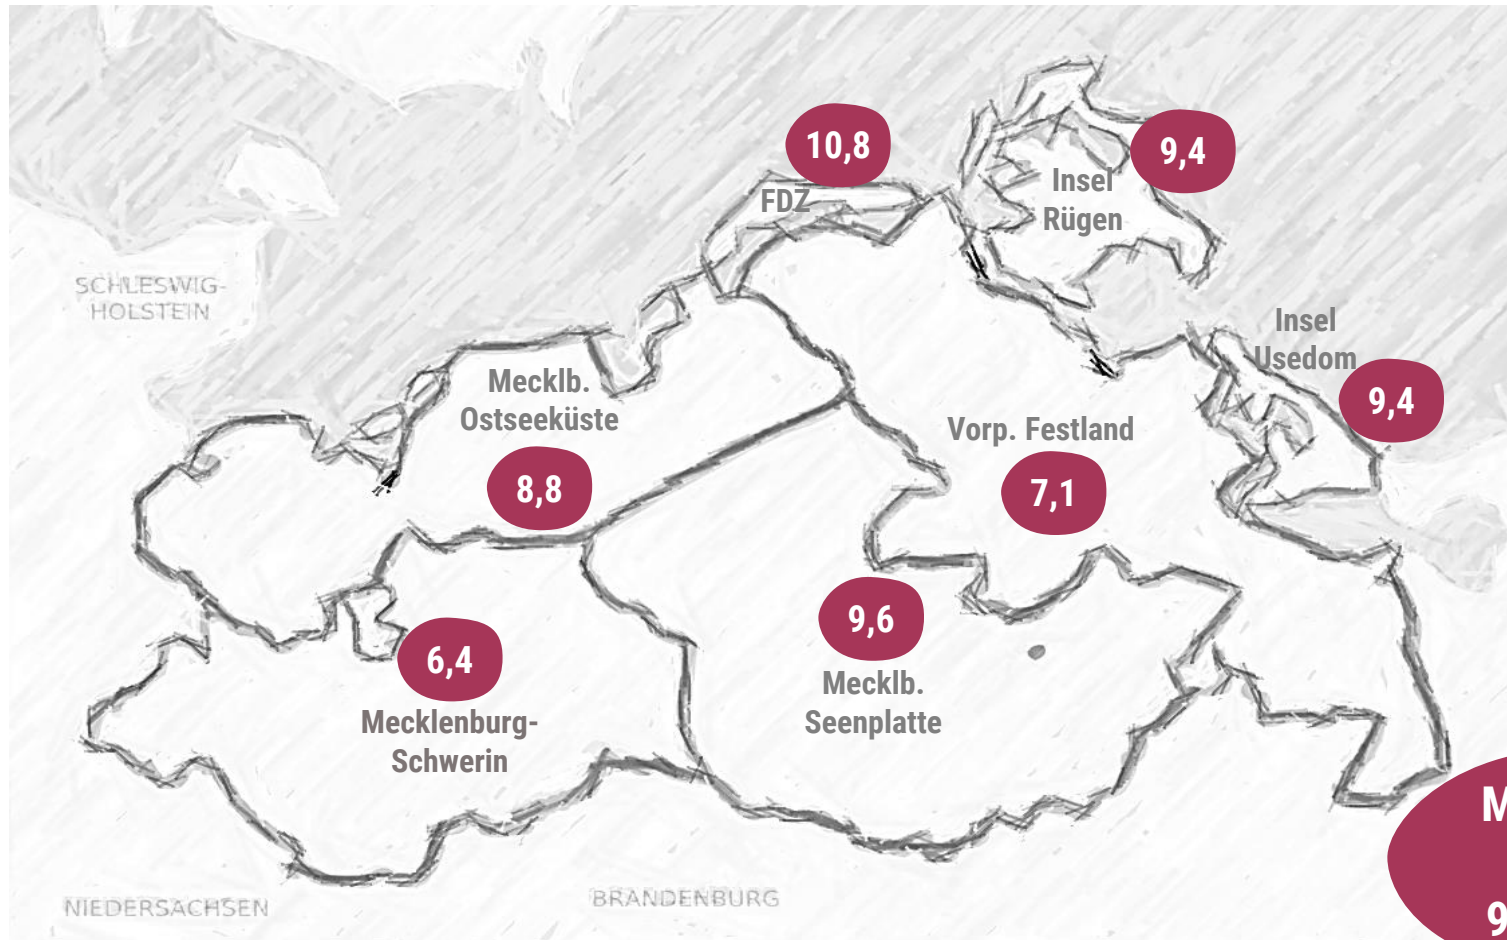 10,8
9,4
Insel
Rügen
FDZ
SCHLESWIG-
HOLSTEIN
Insel
Usedom
9,4
Mecklb.
Ostseeküste
8,8
Vorp. Festland
7,1
9,6
Mecklb.
Seenplatte
6,4
Mecklenburg-
Schwerin
NIEDERSACHSEN
BRANDENBURG